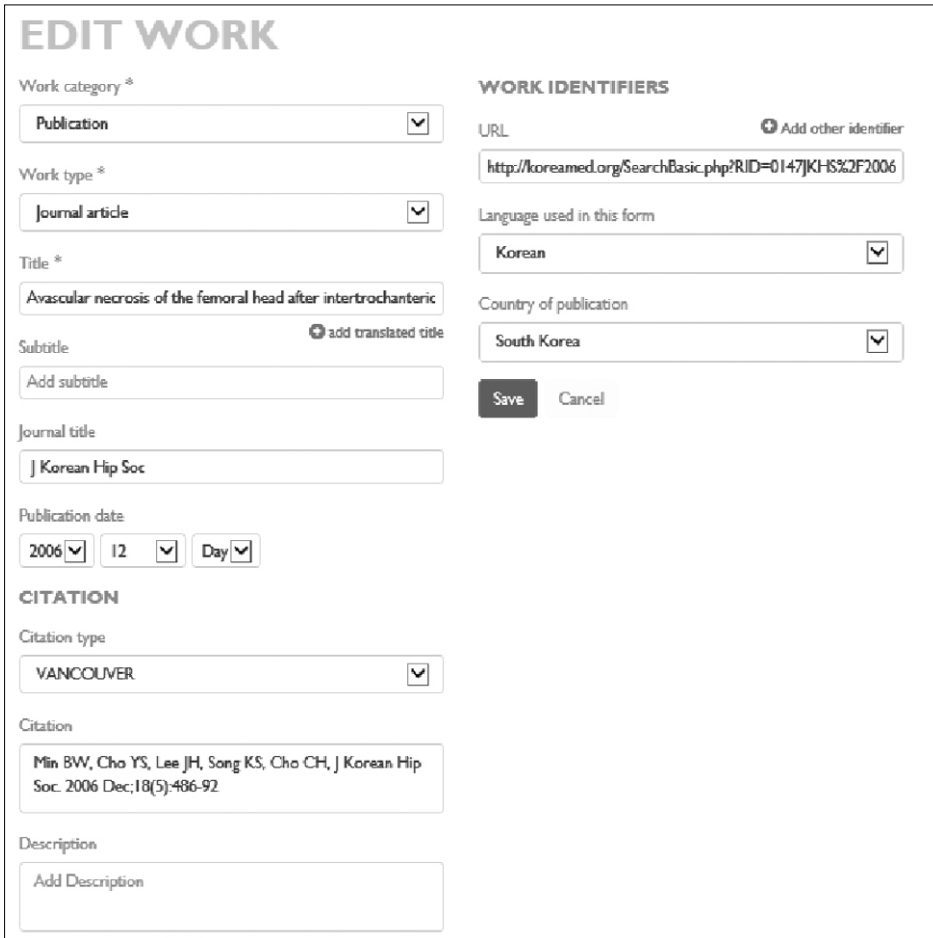 EDIT WORK
Work category *
Publication
Work type *
Journal article
Title *
Avascular necrosis of the femoral head after intertrochanteric
add translated title
Subtitle
Add subtitle
Journal title
J Korean Hip Soc
Publication date
2006 12 Day
CITATION
Citation type
VANCOUVER
Citation
Min BW, Cho YS, Lee JH, Song KS, Cho CH, J Korean Hip
Soc. 2006 Dec;18(5):486-92
Description
Add Description
WORK IDENTIFIERS
URL Add other identifier
http://koreamed.org/SearchBasic.php?RID=0147JKHS%2F2006
Language used in this form
Korean
Country of publication
South Korea
Save Cancel